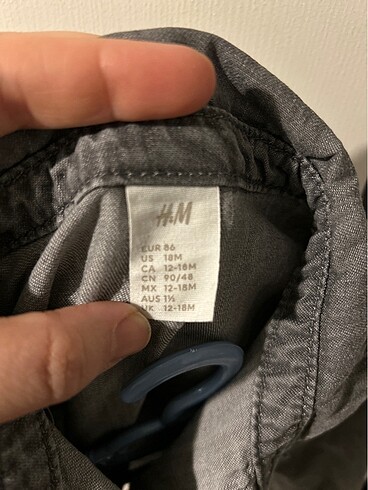 H&M
EUR 86
US 18M
CA 12-18M
CN 90/48
MX 12-18M
AUS 1½
UK 12-18M